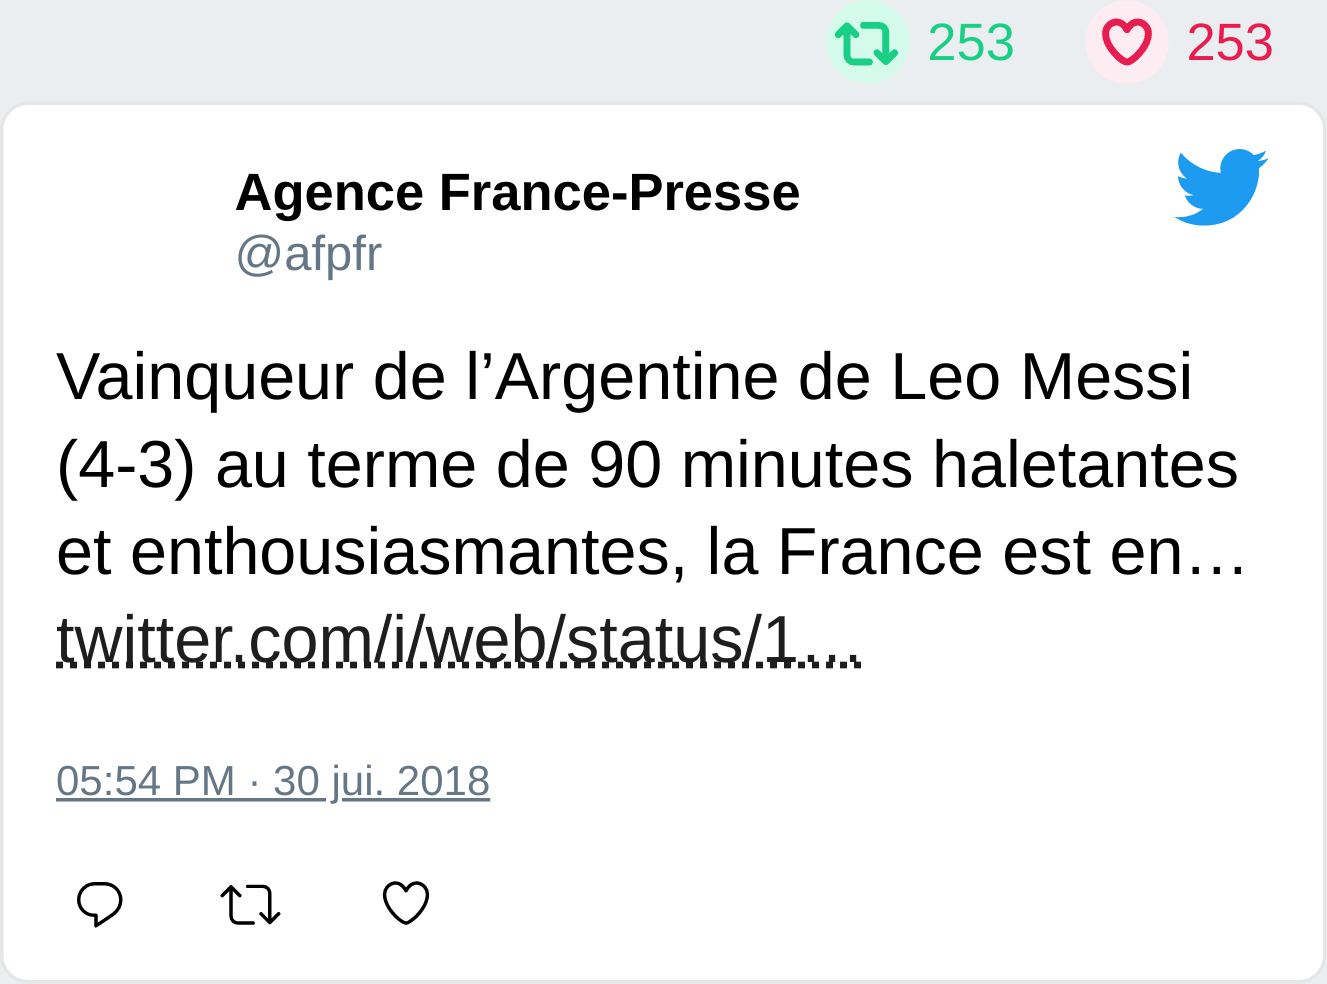 253 253
Agence France-Presse
@afpfr
Vainqueur de l’Argentine de Leo Messi
(4-3) au terme de 90 minutes haletantes
et enthousiasmantes, la France est en…
twitter.com/i/web/status/1…
05:54 PM · 30 jui. 2018